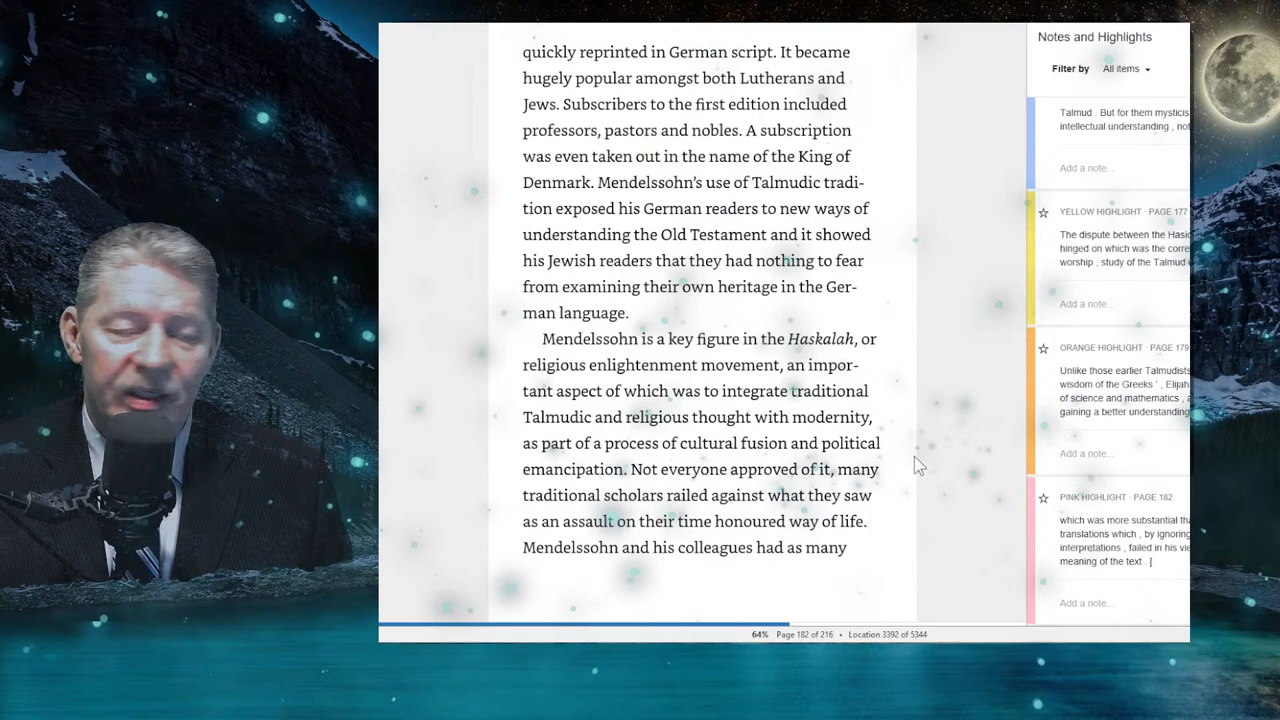 quickly reprinted in German script. It became
hugely popular amongst both Lutherans and
Jews. Subscribers to the first edition included
professors, pastors and nobles. A subscription
was even taken out in the name of the King of
Denmark. Mendelssohn's use of Talmudic tradi-
tion exposed his German readers to new ways of
understanding the Old Testament and it showed
his Jewish readers that they had nothing to fear
from examining their own heritage in the Ger-
man language.
Mendelssohn is a key figure in the Haskalah, or
religious enlightenment movement, an impor-
tant aspect of which was to integrate traditional
Talmudic and religious thought with modernity,
as part of a process of cultural fusion and political
emancipation. Not everyone approved of it, many
traditional scholars railed against what they saw
as an assault on their time honoured way of life.
Mendelssohn and his colleagues had as many
64% Page 182 of 216 • Location 3392 of 5344
Notes and Highlights
Filter by All items
Talmud . But for them mysticis
intellectual understanding , not
Add a note...
YELLOW HIGHLIGHT · PAGE 177
The dispute between the Hasid
hinged on which was the corre
worship , study of the Talmud
Add a note...
ORANGE HIGHLIGHT · PAGE 179
Unlike those earlier Talmudists
wisdom of the Greeks ' , Elijah
of science and mathematics , a
gaining a better understanding
Add a note...
PINK HIGHLIGHT · PAGE 182
which was more substantial tha
translations which , by ignoring
interpretations , failed in his vie
meaning of the text . [
Add a note...